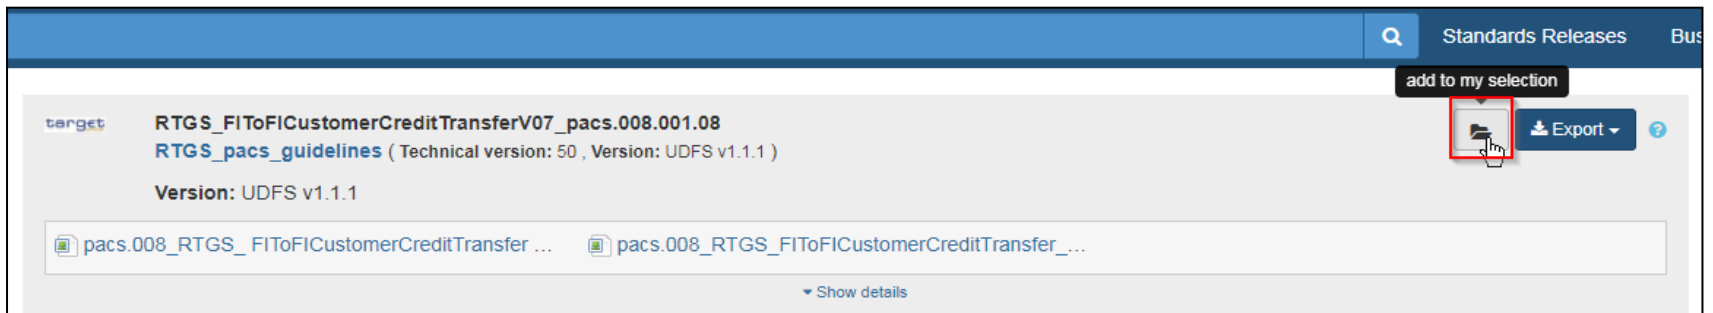 Standards Releases Bus
add to my selection
target RTGS_FIToFICustomerCreditTransferV07_pacs.008.001.08 Export ?
RTGS_pacs_guidelines ( Technical version: 50 , Version: UDFS v1.1.1 )
Version: UDFS v1.1.1
pacs.008_RTGS_ FIToFICustomerCreditTransfer ... pacs.008_RTGS_FIToFICustomerCreditTransfer_...
Show details